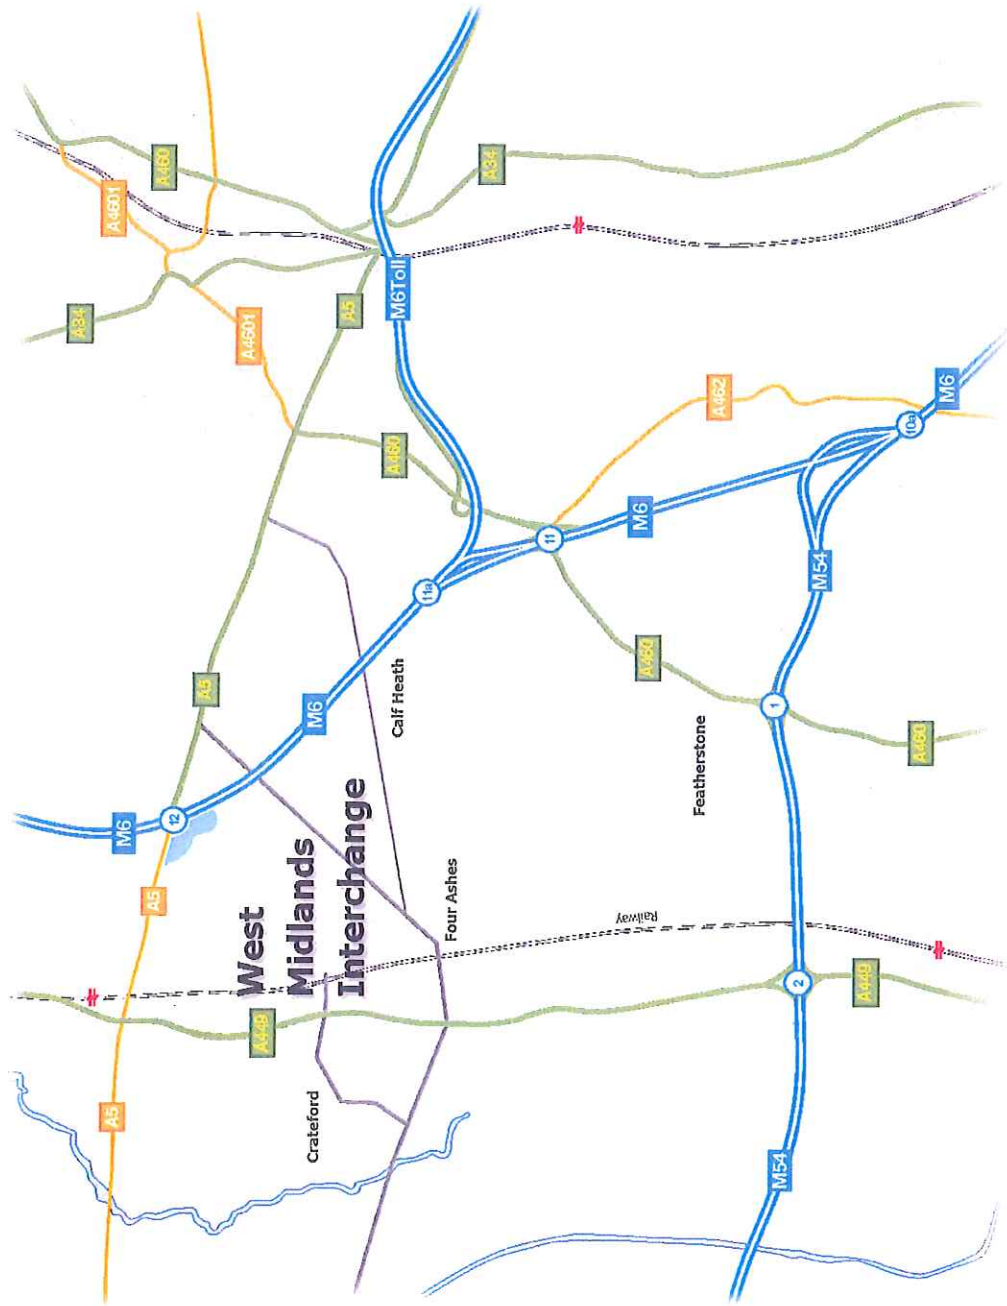 A34
A4601
A5
M6
A5
A460
12
A5
A4601
West
Midlands
Interchange
A449
Crateford
M6
A5
A460
Calf Heath
M6Toll
11a
Four Ashes
A34
11
M6
Railway
A460
Featherstone
A462
1
M54
2
M54
A449
10a
A460
M6